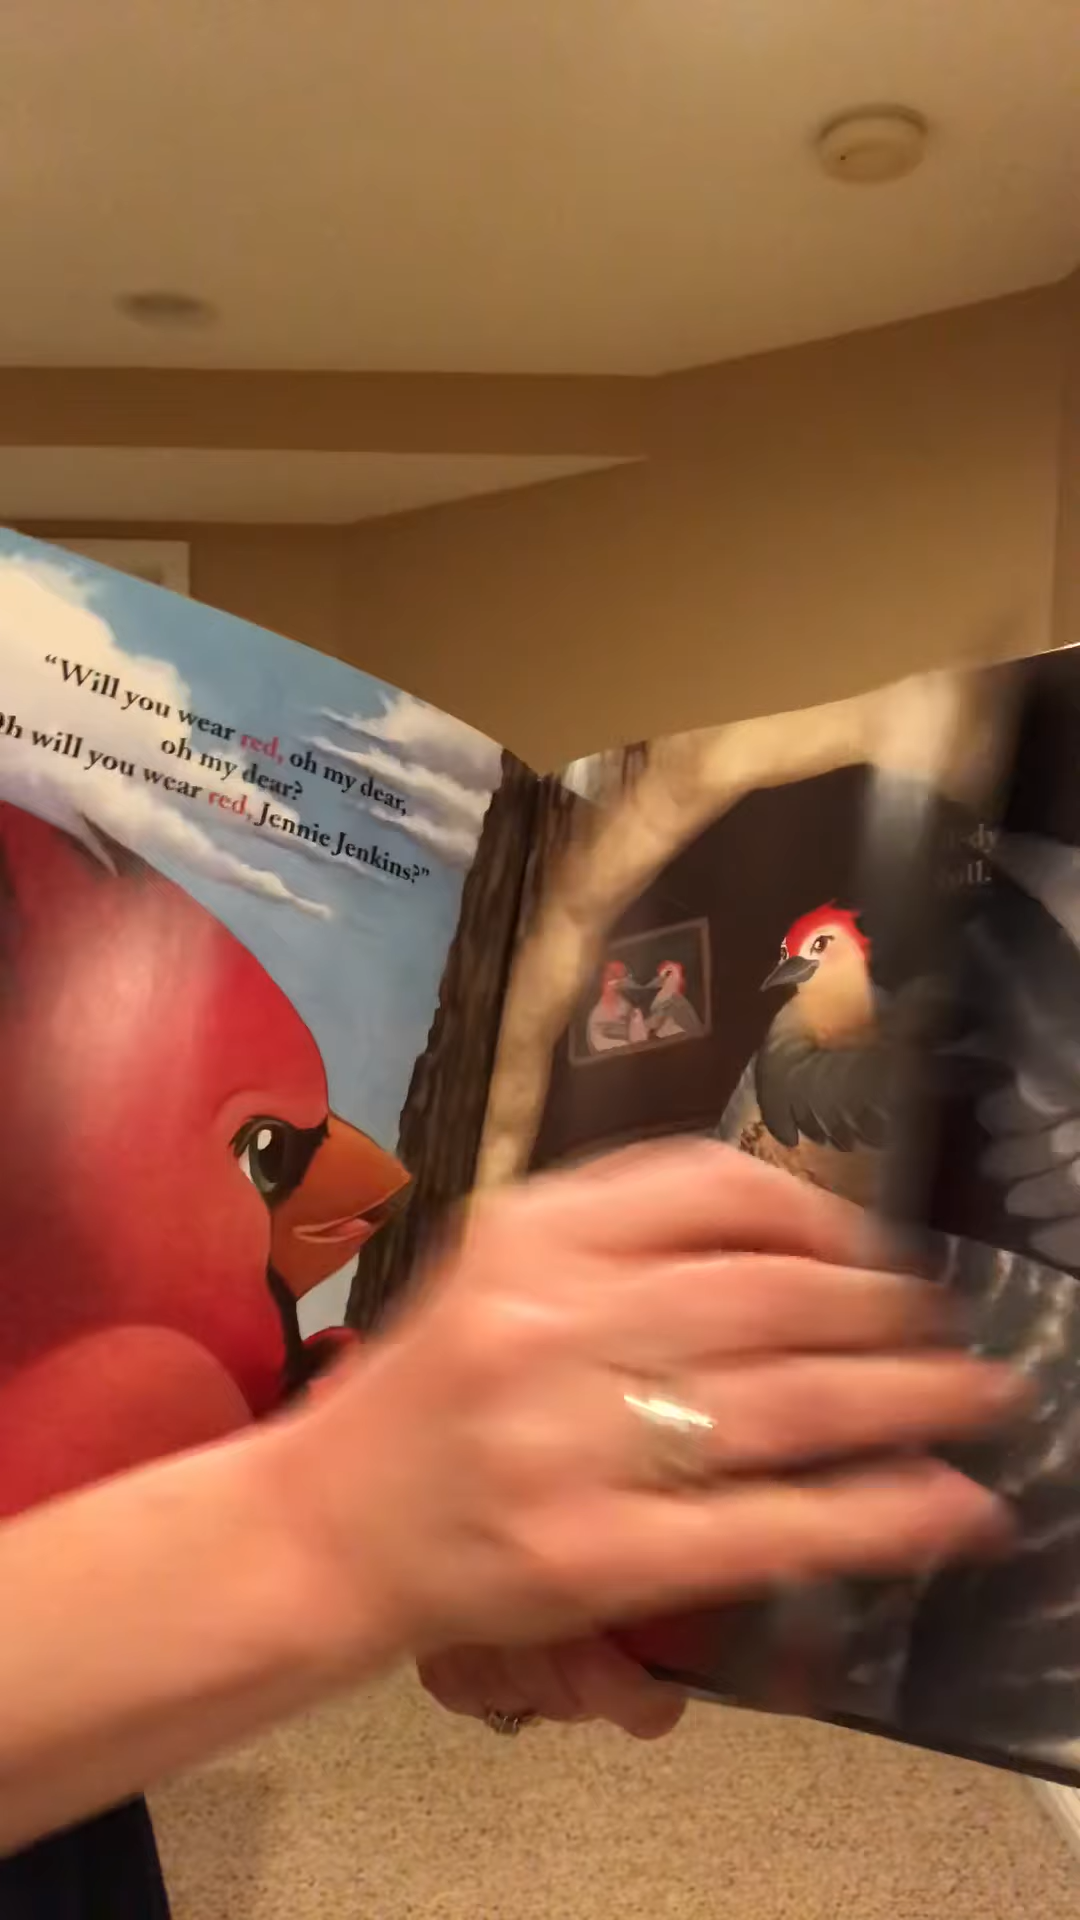 “Will you wear red, oh my dear,
oh my dear?
Oh will you wear red, Jennie Jenkins?”